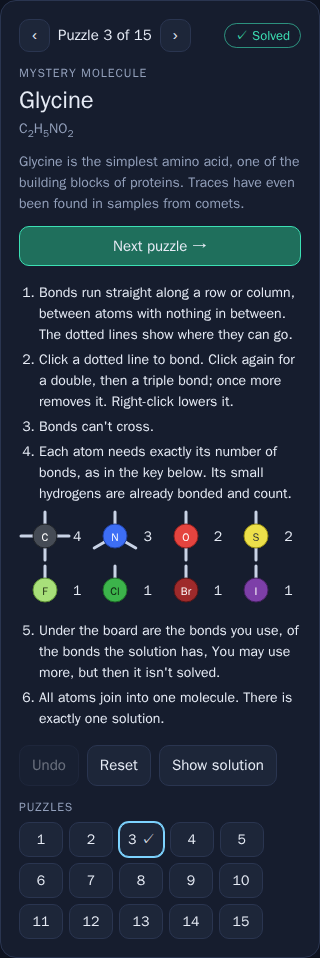 ‹ Puzzle 3 of 15 › ✓ Solved
MYSTERY MOLECULE
Glycine
C₂H₅NO₂
Glycine is the simplest amino acid, one of the
building blocks of proteins. Traces have even
been found in samples from comets.
Next puzzle →
1. Bonds run straight along a row or column,
between atoms with nothing in between.
The dotted lines show where they can go.
2. Click a dotted line to bond. Click again for
a double, then a triple bond; once more
removes it. Right-click lowers it.
3. Bonds can't cross.
4. Each atom needs exactly its number of
bonds, as in the key below. Its small
hydrogens are already bonded and count.
C 4 N 3 O 2 S 2
F 1 Cl 1 Br 1 I 1
5. Under the board are the bonds you use, of
the bonds the solution has, You may use
more, but then it isn't solved.
6. All atoms join into one molecule. There is
exactly one solution.
Undo Reset Show solution
PUZZLES
1 2 3 ✓ 4 5
6 7 8 9 10
11 12 13 14 15